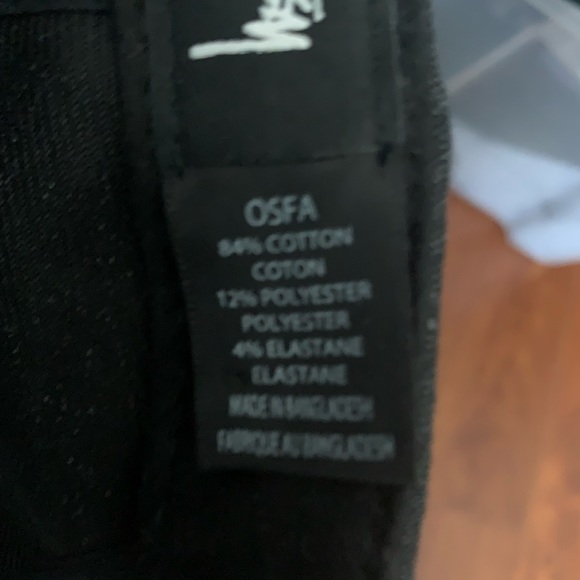 OSFA
84% COTTON
COTON
12% POLYESTER
POLYESTER
4% ELASTANE
ELASTANE
MADE IN BANGLADESH
FABRIQUE AU BANGLADESH